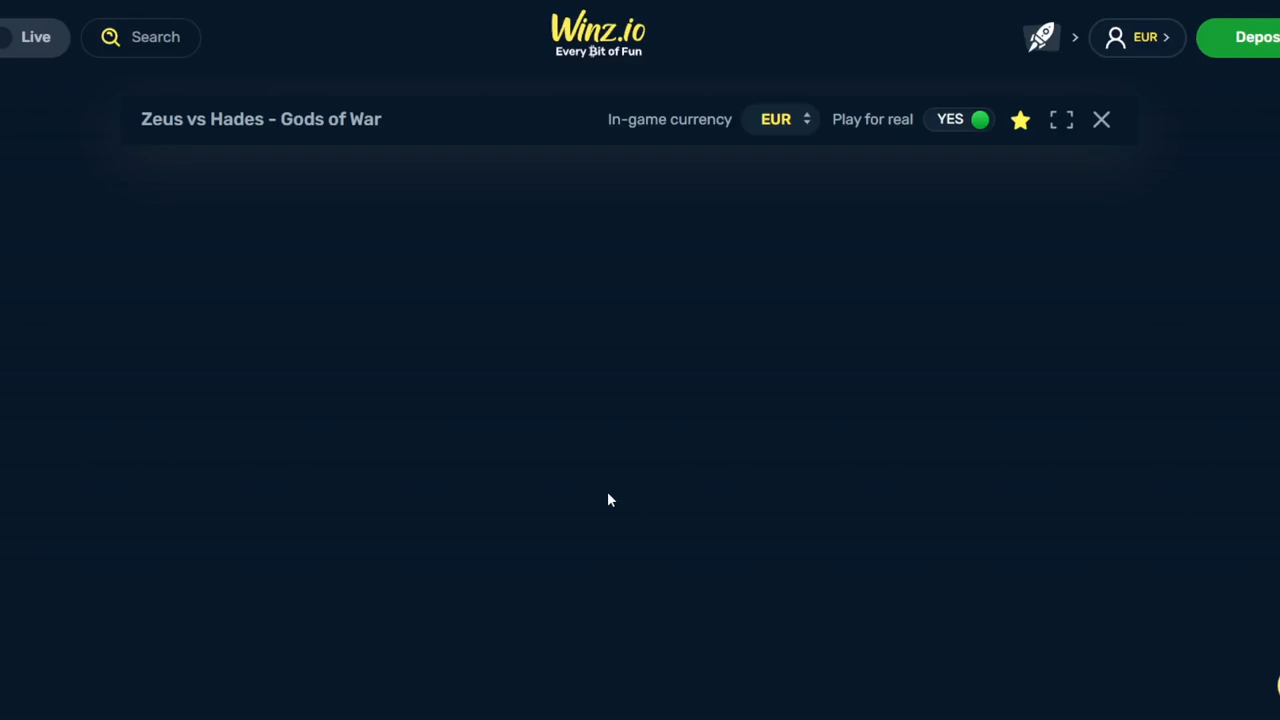 Live
Search
Winz.io
Every Bit of Fun
EUR
Zeus vs Hades - Gods of War
In-game currency
EUR
Play for real
YES